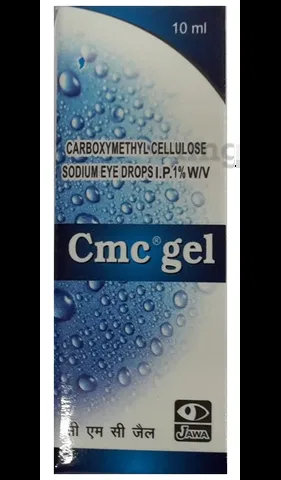 10 ml
CARBOXYMETHYL CELLULOSE
SODIUM EYE DROPS I.P. 1% W/V
Cmc® gel
सी एम सी जैल
JAWA